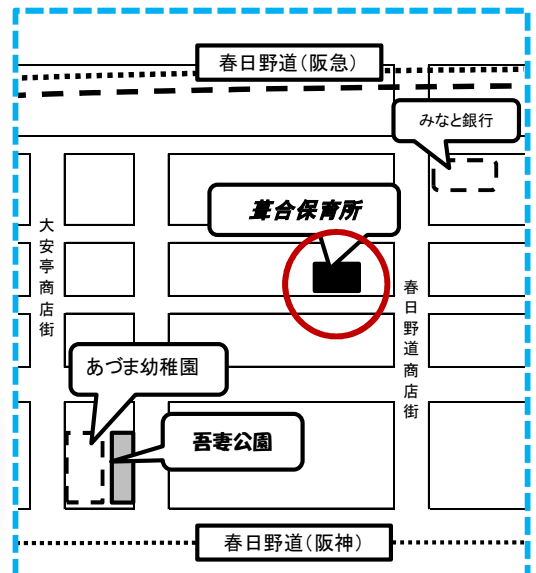 春日野道（阪急）
みなと銀行
葺合保育所
大安亭商店街
春日野道商店街
あづま幼稚園
吾妻公園
春日野道（阪神）